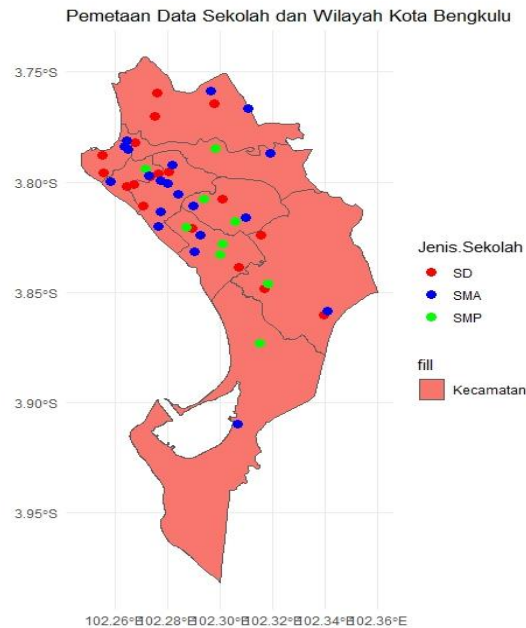 Pemetaan Data Sekolah dan Wilayah Kota Bengkulu
3.75°S
3.80°S
3.85°S
3.90°S
3.95°S
102.26°E 102.28°E 102.30°E 102.32°E 102.34°E 102.36°E
Jenis.Sekolah
SD
SMA
SMP
fill
Kecamatan